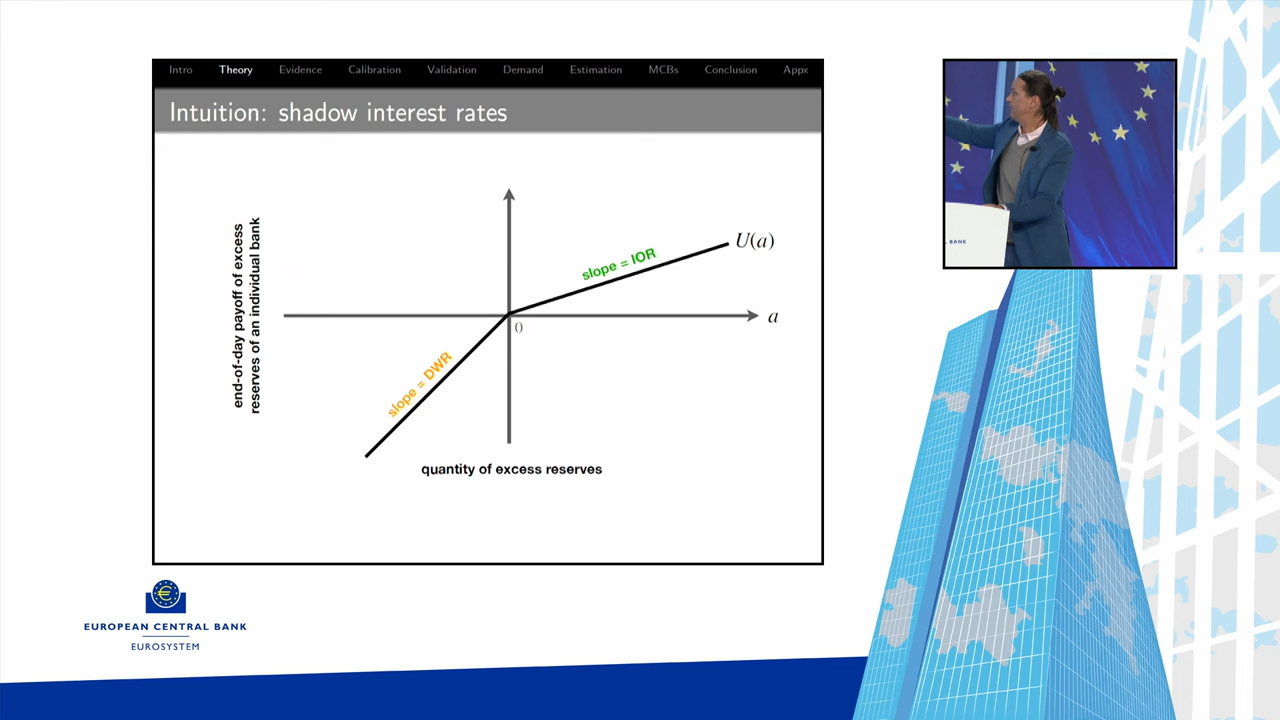 Intro Theory Evidence Calibration Validation Demand Estimation MCBs Conclusion Appx
Intuition: shadow interest rates
end-of-day payoff of excess
reserves of an individual bank
U(a)
slope = IOR
a
0
slope = DWR
quantity of excess reserves
BANK
EUROPEAN CENTRAL BANK
EUROSYSTEM